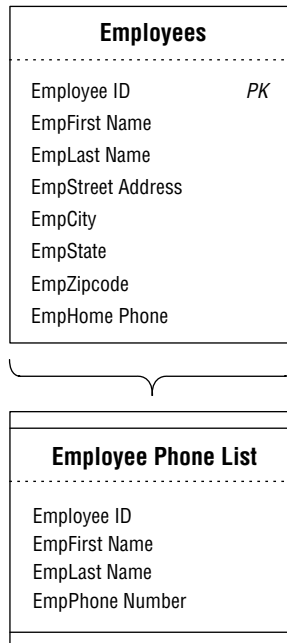 Employees
Employee ID PK
EmpFirst Name
EmpLast Name
EmpStreet Address
EmpCity
EmpState
EmpZipcode
EmpHome Phone
Employee Phone List
Employee ID
EmpFirst Name
EmpLast Name
EmpPhone Number